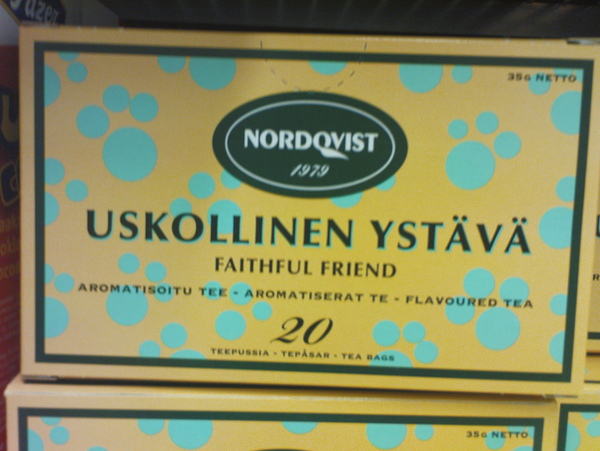 35G NETTO
NORDQVIST
1979
USKOLLINEN YSTÄVÄ
FAITHFUL FRIEND
AROMATISOITU TEE - AROMATISERAT TE - FLAVOURED TEA
20
TEEPUSSIA - TEPÅSAR - TEA BAGS
35G NETTO